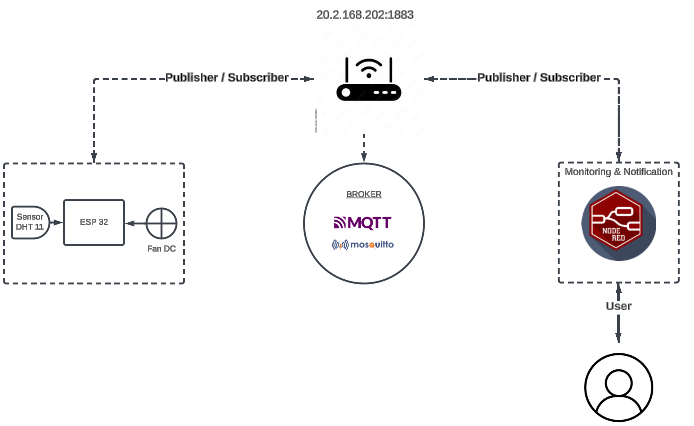 20.2.168.202:1883
Publisher / Subscriber
Publisher / Subscriber
Monitoring & Notification
BROKER
Sensor
DHT 11
ESP 32
Fan DC
MQTT
mosquitto
NODE
RED
User